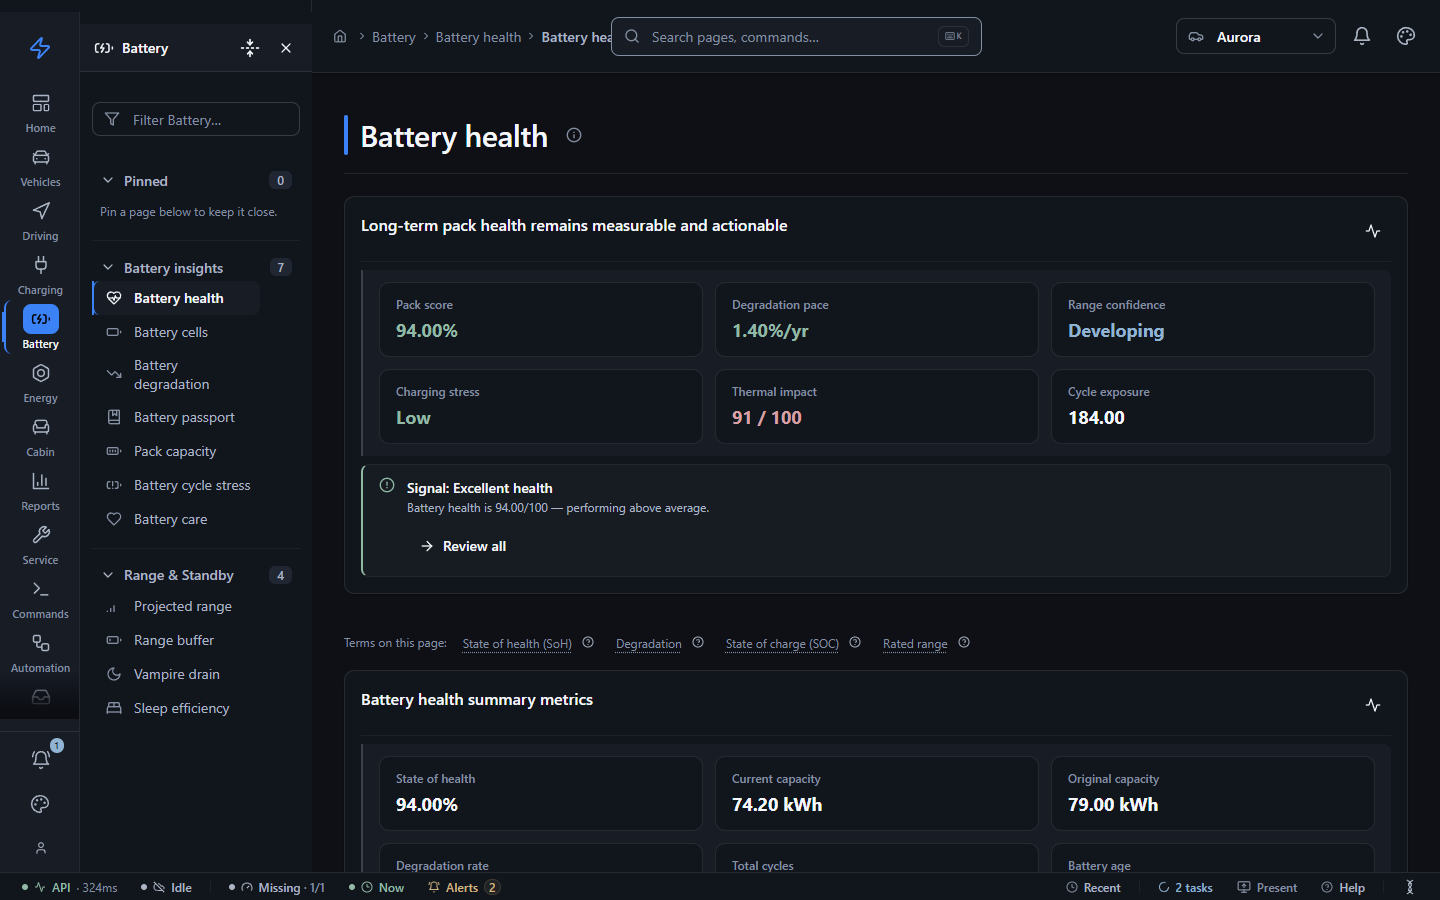 Battery
Battery
Battery health
Battery hea
Search pages, commands...
K
Aurora
Home
Vehicles
Driving
Charging
Battery
Energy
Cabin
Reports
Service
Commands
Automation
1
Filter Battery...
Pinned
0
Pin a page below to keep it close.
Battery insights
7
Battery health
Battery cells
Battery
degradation
Battery passport
Pack capacity
Battery cycle stress
Battery care
Range & Standby
4
Projected range
Range buffer
Vampire drain
Sleep efficiency
Battery health
Long-term pack health remains measurable and actionable
Pack score
94.00%
Degradation pace
1.40%/yr
Range confidence
Developing
Charging stress
Low
Thermal impact
91 / 100
Cycle exposure
184.00
Signal: Excellent health
Battery health is 94.00/100 — performing above average.
Review all
Terms on this page: State of health (SoH) Degradation State of charge (SOC) Rated range
Battery health summary metrics
State of health
94.00%
Current capacity
74.20 kWh
Original capacity
79.00 kWh
Degradation rate
Total cycles
Battery age
API · 324ms
Idle
Missing · 1/1
Now
Alerts 2
Recent
2 tasks
Present
Help